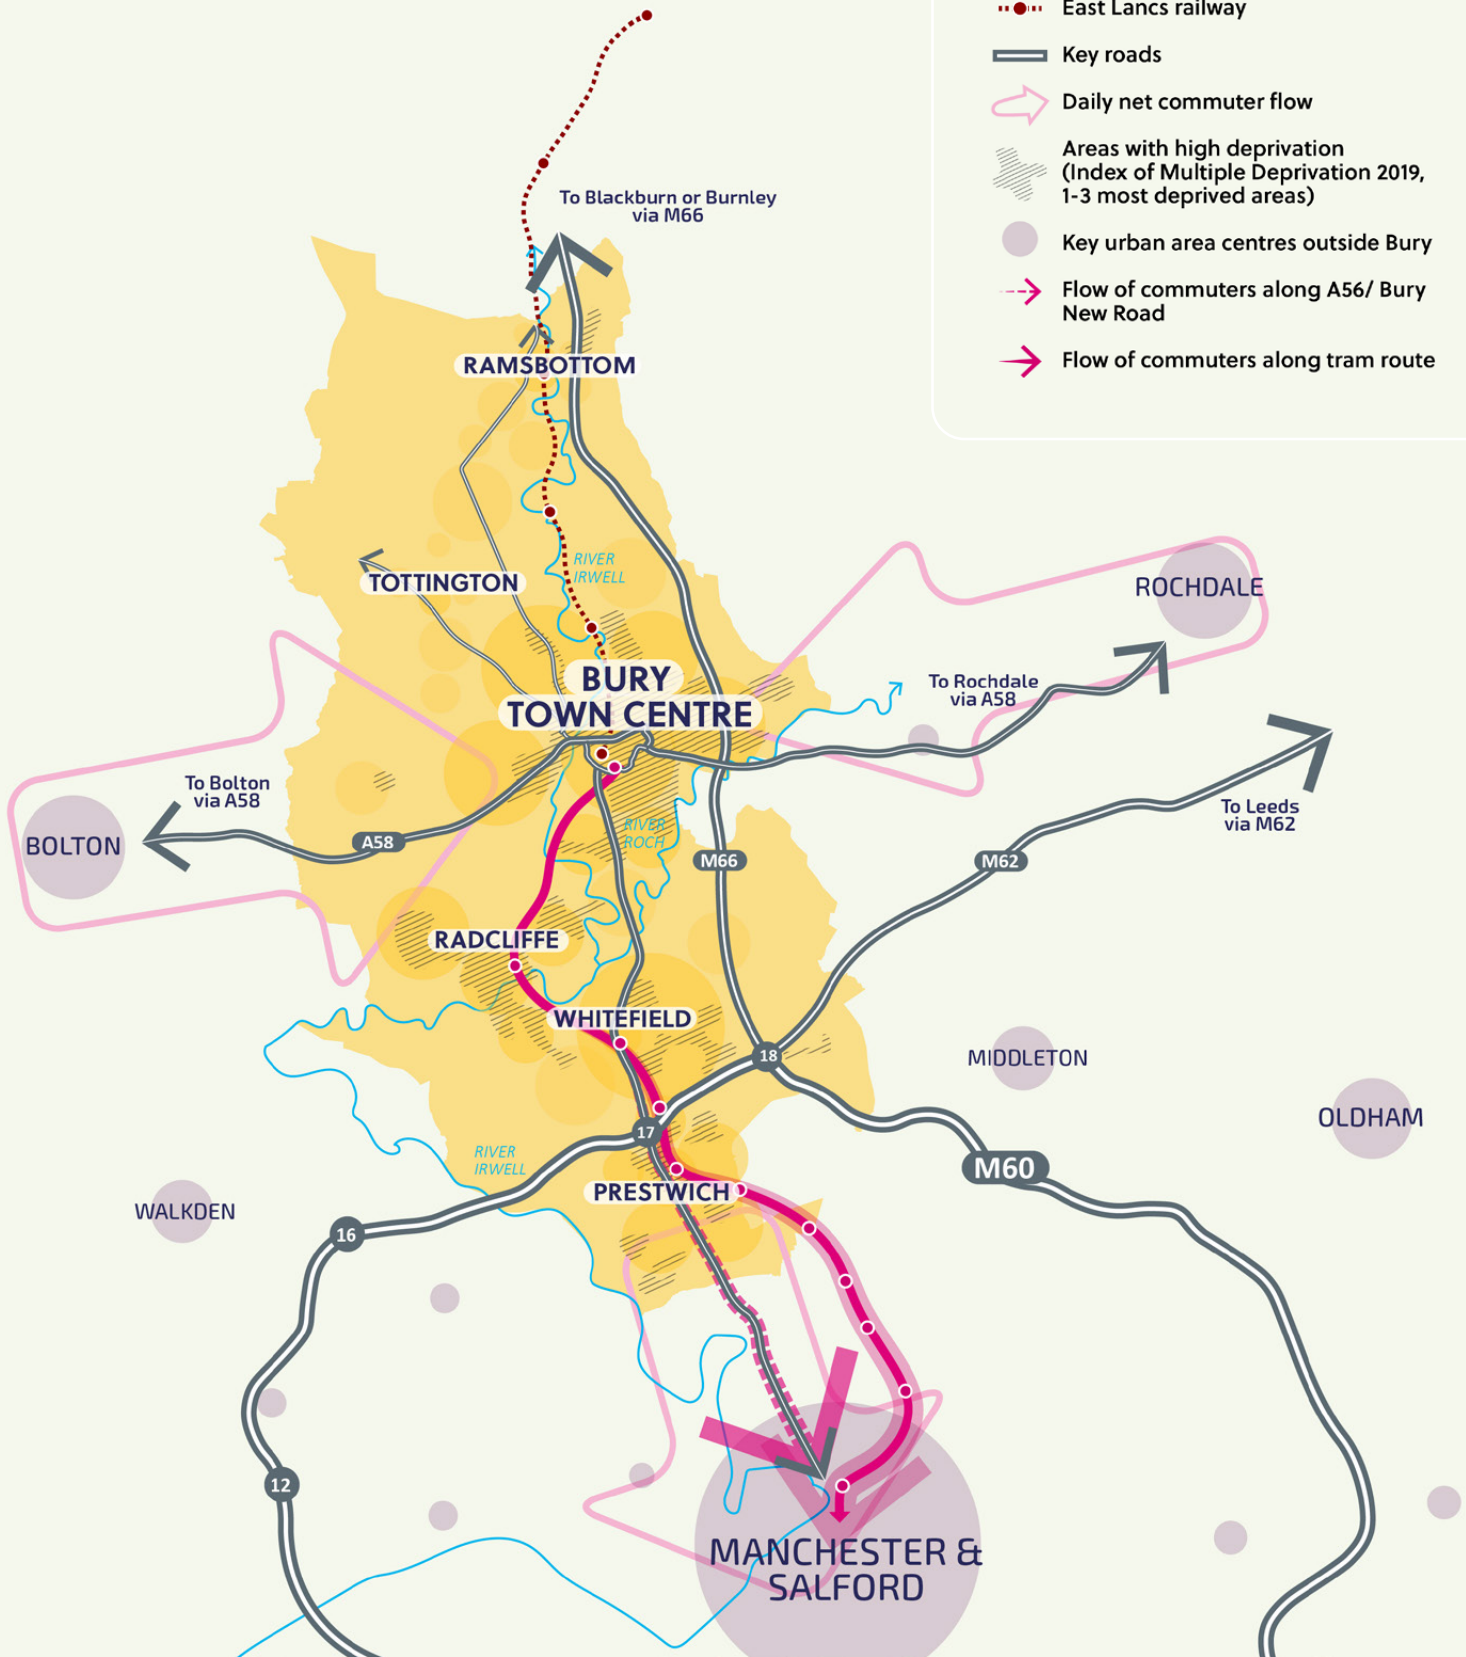 East Lancs railway
Key roads
Daily net commuter flow
Areas with high deprivation
(Index of Multiple Deprivation 2019,
1-3 most deprived areas)
Key urban area centres outside Bury
Flow of commuters along A56/ Bury
New Road
Flow of commuters along tram route
To Blackburn or Burnley
via M66
RAMSBOTTOM
RIVER
IRWELL
TOTTINGTON
ROCHDALE
BURY
TOWN CENTRE
To Rochdale
via A58
To Bolton
via A58
To Leeds
via M62
BOLTON
A58
RIVER
ROCH
M66
M62
RADCLIFFE
WHITEFIELD
18
MIDDLETON
OLDHAM
17
RIVER
IRWELL
M60
PRESTWICH
WALKDEN
16
12
MANCHESTER &
SALFORD